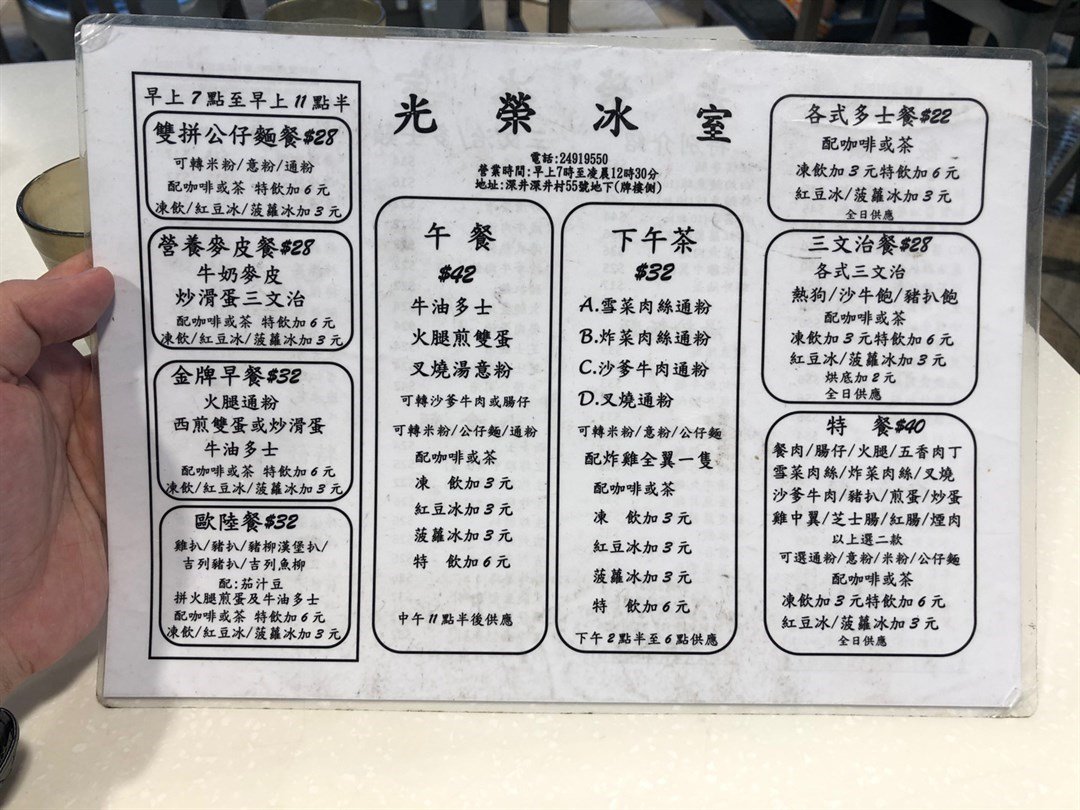 早上7點至早上11點半
雙拼公仔麵餐$28
可轉米粉/意粉/通粉
配咖啡或茶 特飲加6元
凍飲/紅豆冰/菠蘿冰加3元
營養麥皮餐$28
牛奶麥皮
炒滑蛋三文治
配咖啡或茶 特飲加6元
凍飲/紅豆冰/菠蘿冰加3元
金牌早餐$32
火腿通粉
西煎雙蛋或炒滑蛋
牛油多士
配咖啡或茶 特飲加6元
凍飲/紅豆冰/菠蘿冰加3元
歐陸餐$32
雞扒/豬扒/豬柳漢堡扒/
吉列豬扒/吉列魚柳
配:茄汁豆
拼火腿煎蛋及牛油多士
配咖啡或茶 特飲加6元
凍飲/紅豆冰/菠蘿冰加3元
光榮冰室
電話:24919550
營業時間:早上7時至凌晨12時30分
地址:深井深井村55號地下(牌樓側)
午餐
$42
牛油多士
火腿煎雙蛋
叉燒湯意粉
可轉沙爹牛肉或腸仔
可轉米粉/公仔麵/通粉
配咖啡或茶
凍 飲加3元
紅豆冰加3元
菠蘿冰加3元
特 飲加6元
中午11點半後供應
下午茶
$32
A.雪菜肉絲通粉
B.炸菜肉絲通粉
C.沙爹牛肉通粉
D.叉燒通粉
可轉米粉/意粉/公仔麵
配炸雞全翼一隻
配咖啡或茶
凍 飲加3元
紅豆冰加3元
菠蘿冰加3元
特 飲加6元
下午2點半至6點供應
各式多士餐$22
配咖啡或茶
凍飲加3元特飲加6元
紅豆冰/菠蘿冰加3元
全日供應
三文治餐$28
各式三文治
熱狗/沙牛飽/豬扒飽
配咖啡或茶
凍飲加3元特飲加6元
紅豆冰/菠蘿冰加3元
烘底加2元
全日供應
特 餐$40
餐肉/腸仔/火腿/五香肉丁
雪菜肉絲/炸菜肉絲/叉燒
沙爹牛肉/豬扒/煎蛋/炒蛋
雞中翼/芝士腸/紅腸/煙肉
以上選二款
可選通粉/意粉/米粉/公仔麵
配咖啡或茶
凍飲加3元特飲加6元
紅豆冰/菠蘿冰加3元
全日供應